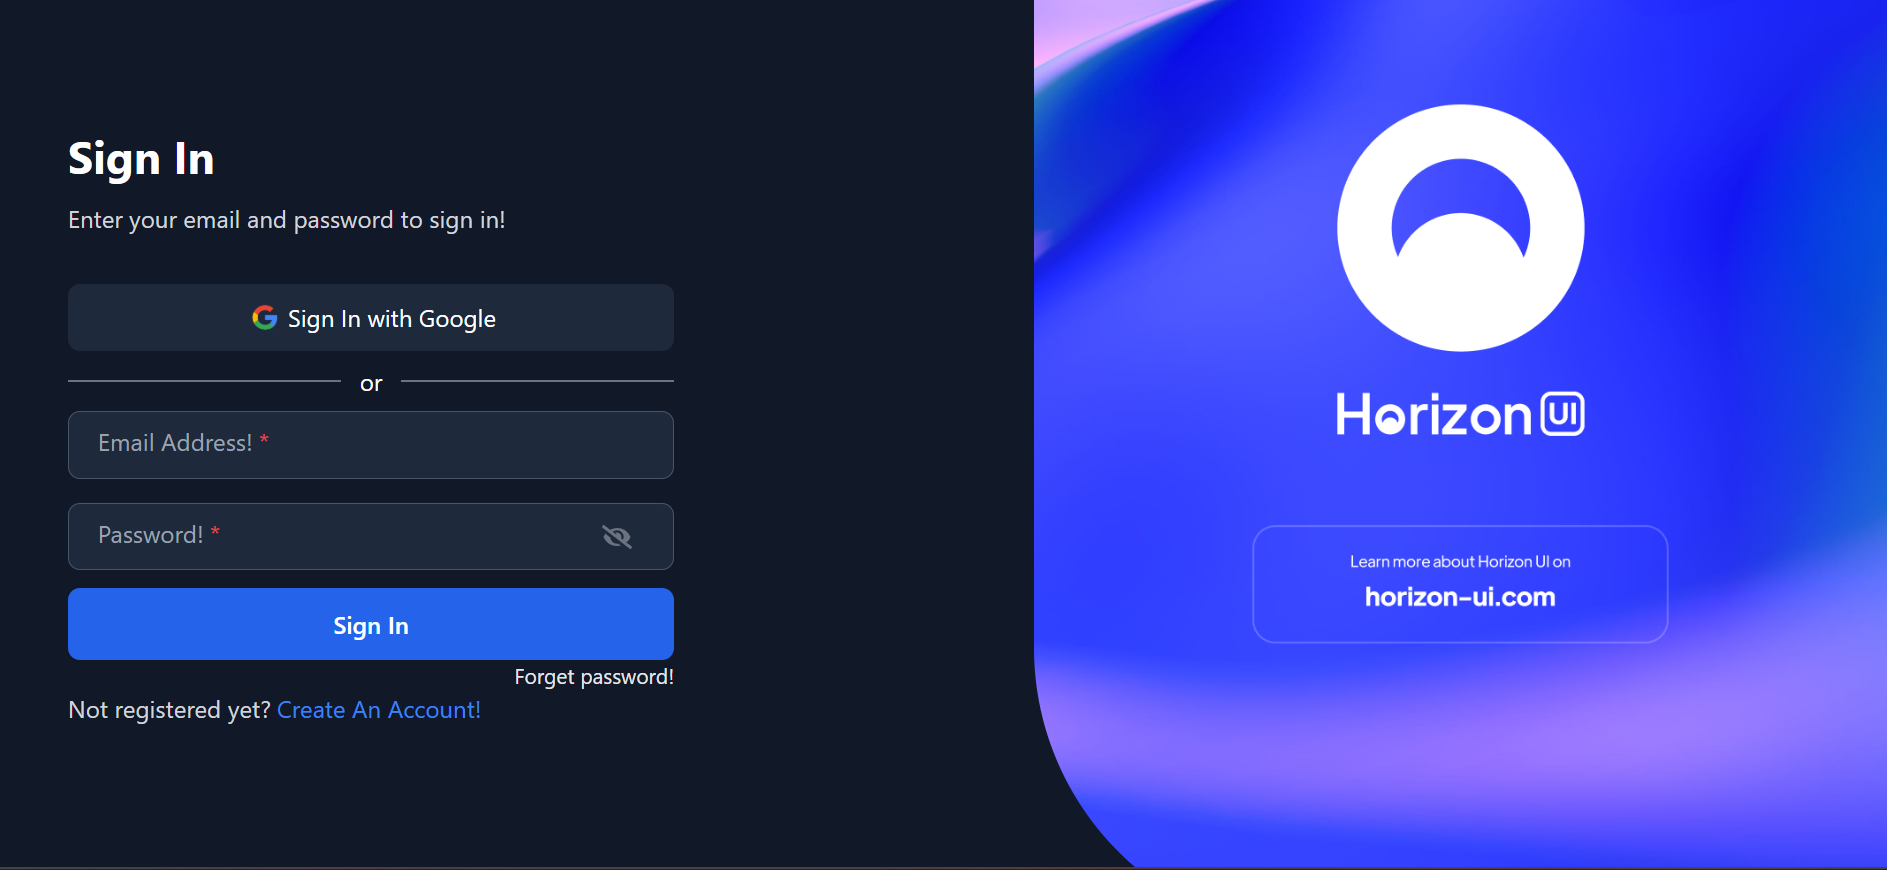 Sign In
Enter your email and password to sign in!
Sign In with Google
or
Email Address! *
Password! *
Sign In
Forget password!
Not registered yet? Create An Account!
Horizon UI
Learn more about Horizon UI on
horizon-ui.com